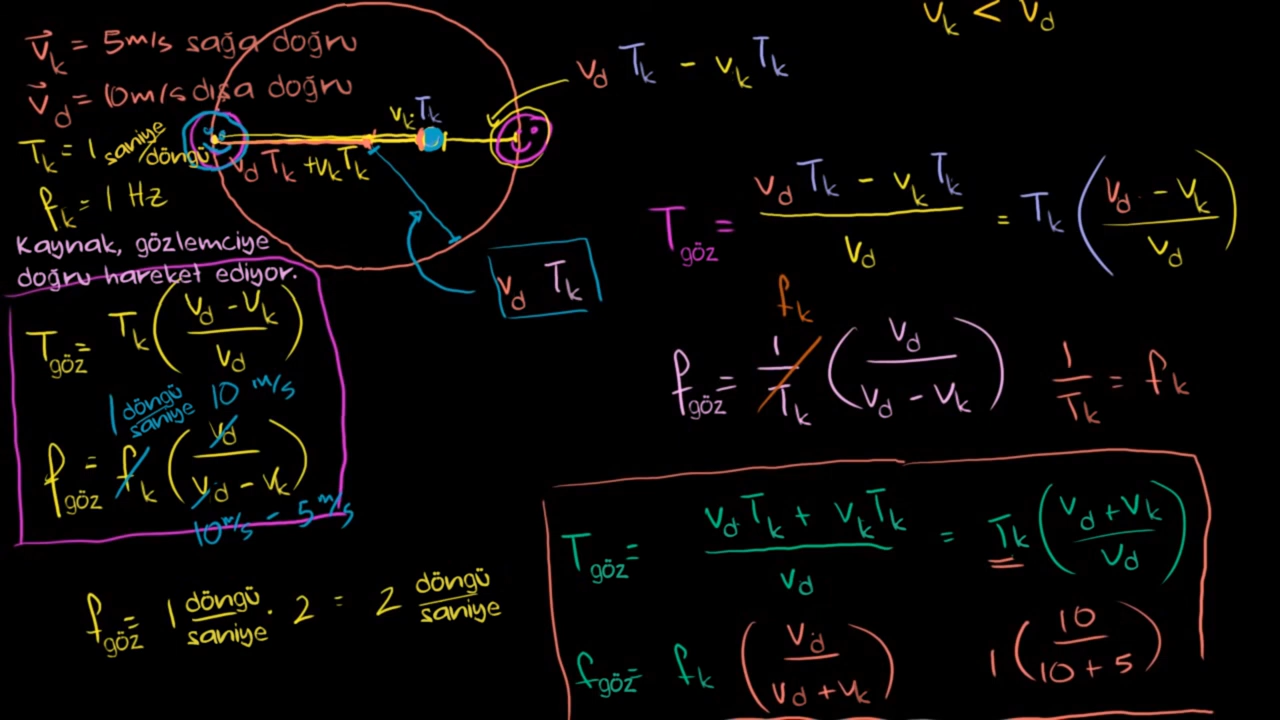 v_k = 5 m/s sağa doğru
v_d = 10 m/s dışa doğru
T_k = 1 saniye/döngü
f_k = 1 Hz
v_k T_k
v_d T_k + v_k T_k
Kaynak, gözlemciye
doğru hareket ediyor.
T_göz = T_k ( (v_d - v_k) / v_d )
1 döngü/saniye 10 m/s
f_göz = f_k ( v_d / (v_d - v_k) )
10 m/s - 5 m/s
f_göz = 1 döngü/saniye . 2 = 2 döngü/saniye
v_k < v_d
v_d T_k - v_k T_k
v_d T_k
T_göz = (v_d T_k - v_k T_k) / v_d = T_k ( (v_d - v_k) / v_d )
f_k
f_göz = 1/T_k ( v_d / (v_d - v_k) ) 1/T_k = f_k
T_göz = (v_d T_k + v_k T_k) / v_d = T_k ( (v_d + v_k) / v_d )
f_göz = f_k ( v_d / (v_d + v_k) ) 1 ( 10 / (10 + 5) )